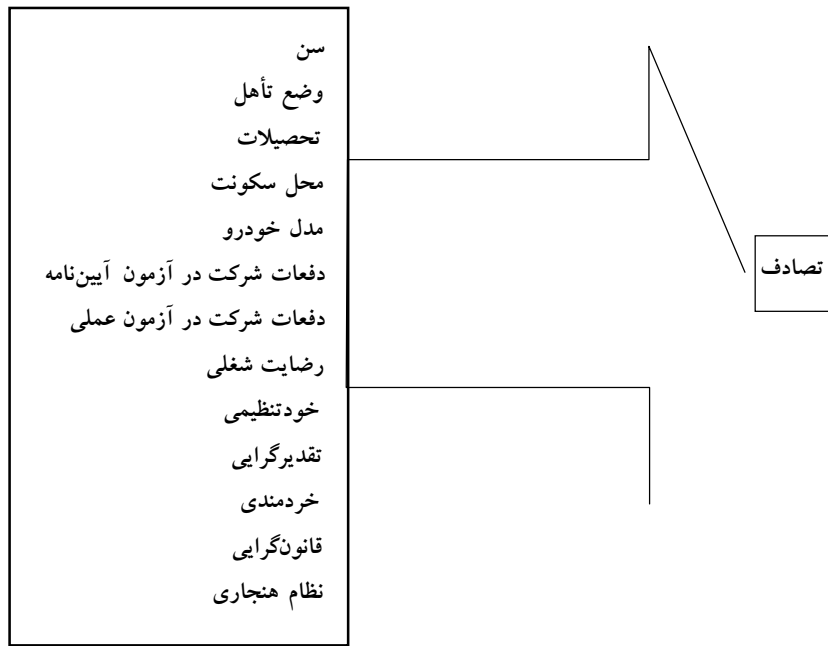 سن
وضع تأهل
تحصیلات
محل سکونت
مدل خودرو
دفعات شرکت در آزمون آیین‌نامه
دفعات شرکت در آزمون عملی
رضایت شغلی
خودتنظیمی
تقدیرگرایی
خردمندی
قانون‌گرایی
نظام هنجاری
تصادف